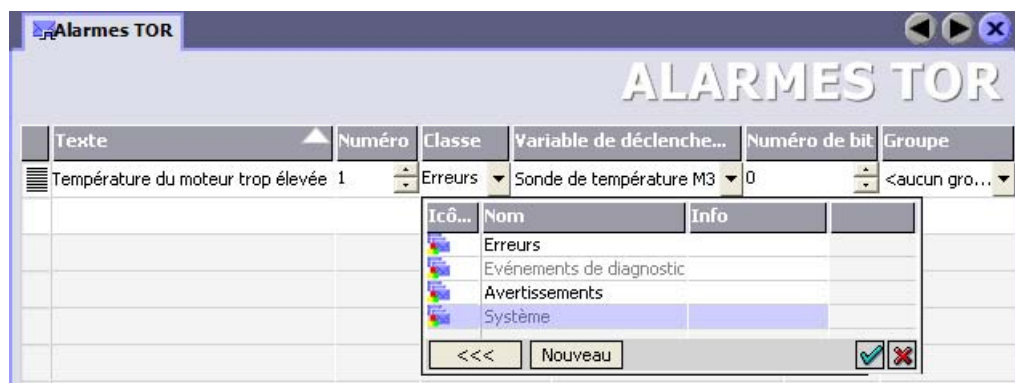 Alarmes TOR
ALARMES TOR
Texte Numéro Classe Variable de déclenche... Numéro de bit Groupe
Température du moteur trop élevée 1 Erreurs Sonde de température M3 0 <aucun gro...
Icô... Nom Info
Erreurs
Evénements de diagnostic
Avertissements
Système
<<< Nouveau